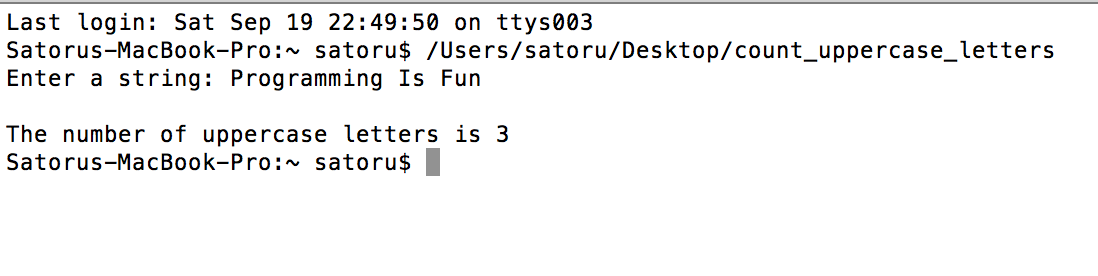 Last login: Sat Sep 19 22:49:50 on ttys003
Satorus-MacBook-Pro:~ satoru$ /Users/satoru/Desktop/count_uppercase_letters
Enter a string: Programming Is Fun
The number of uppercase letters is 3
Satorus-MacBook-Pro:~ satoru$